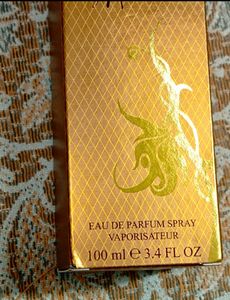 EAU DE PARFUM SPRAY
VAPORISATEUR
100 ml ℮ 3.4 FL OZ